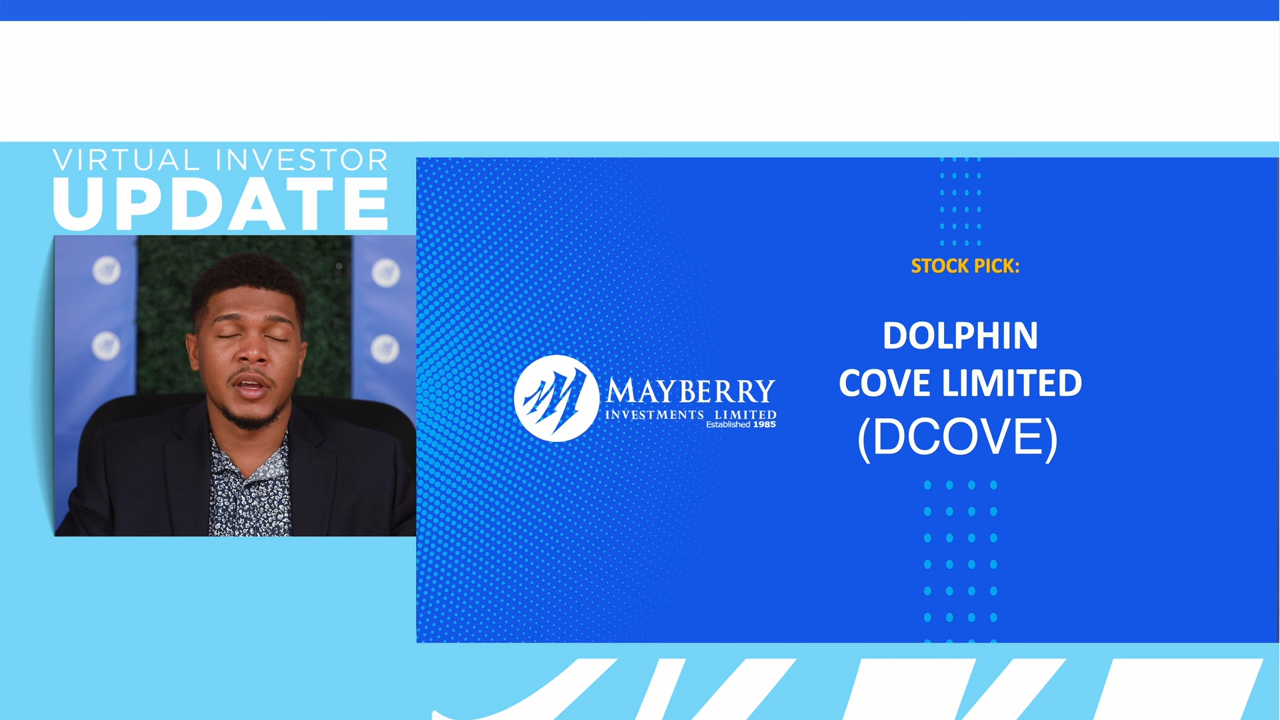 VIRTUAL INVESTOR
UPDATE
STOCK PICK:
DOLPHIN
COVE LIMITED
(DCOVE)
MAYBERRY
INVESTMENTS LIMITED
Established 1985